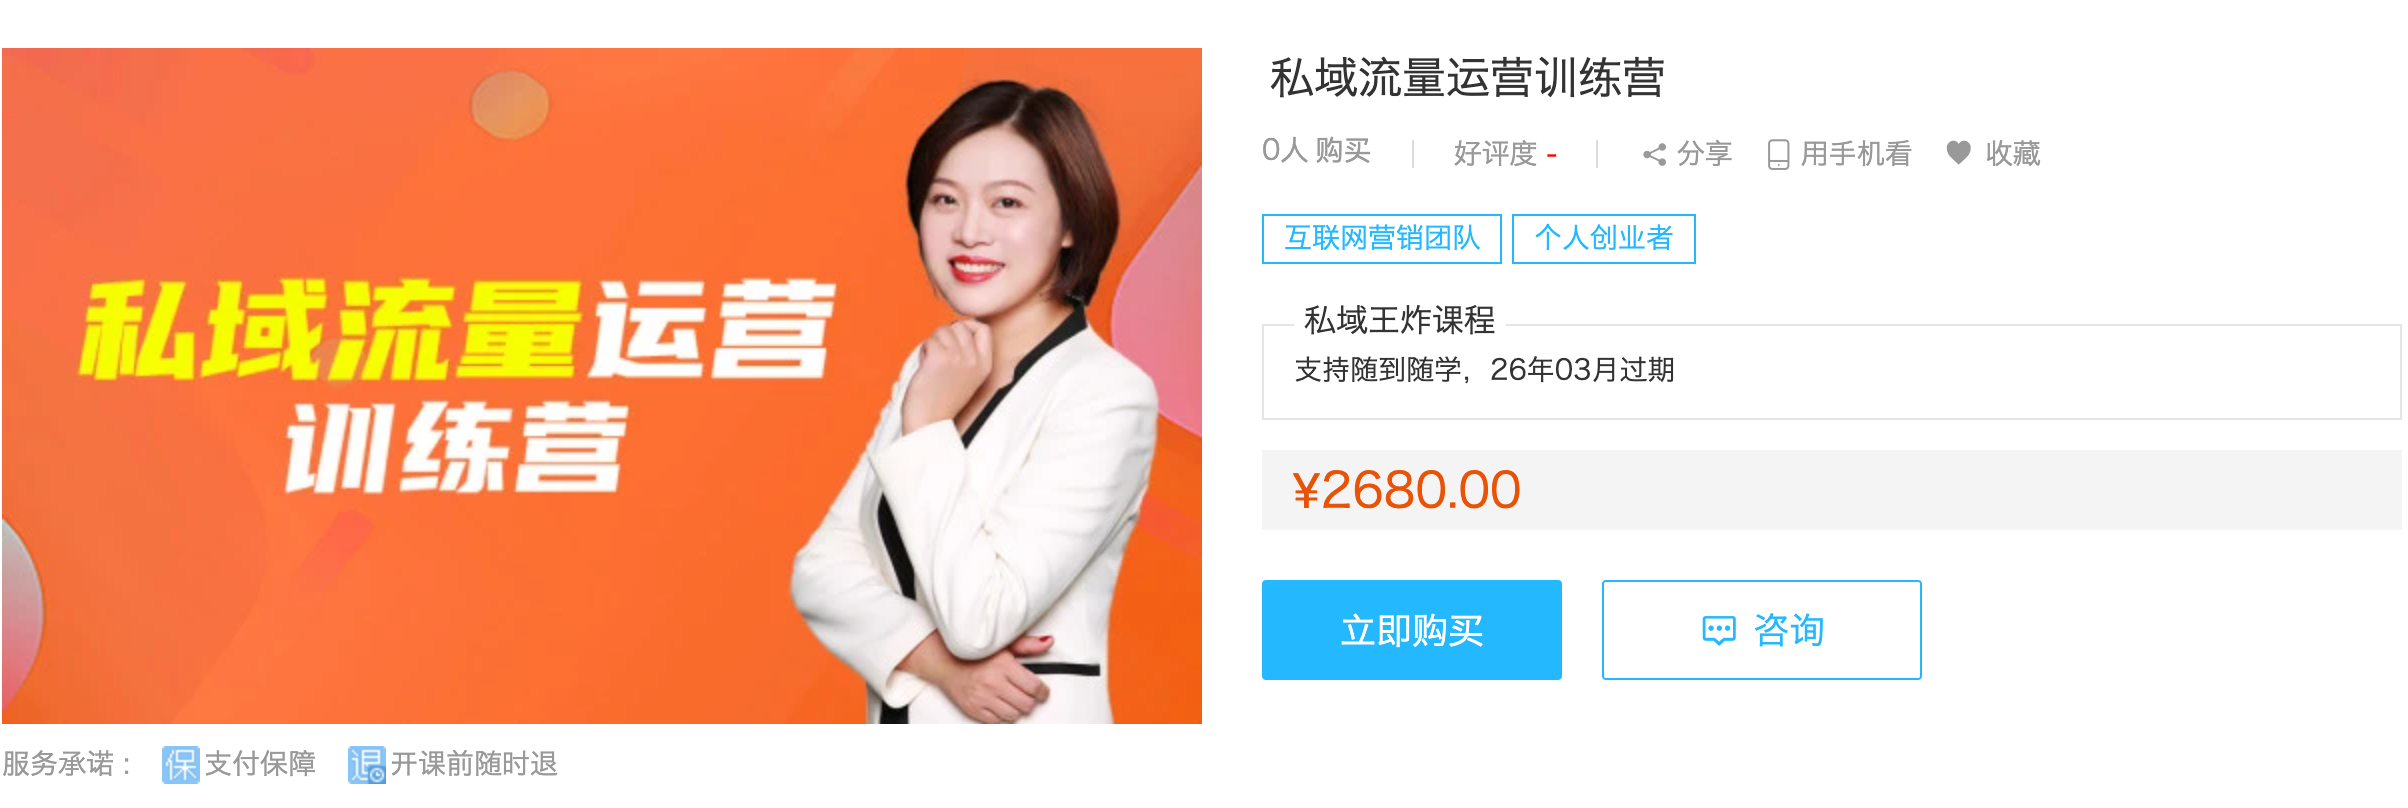 私域流量运营
训练营
服务承诺：
保 支付保障
退 开课前随时退
私域流量运营训练营
0人 购买
好评度 -
分享
用手机看
收藏
互联网营销团队
个人创业者
私域王炸课程
支持随到随学，26年03月过期
¥2680.00
立即购买
咨询